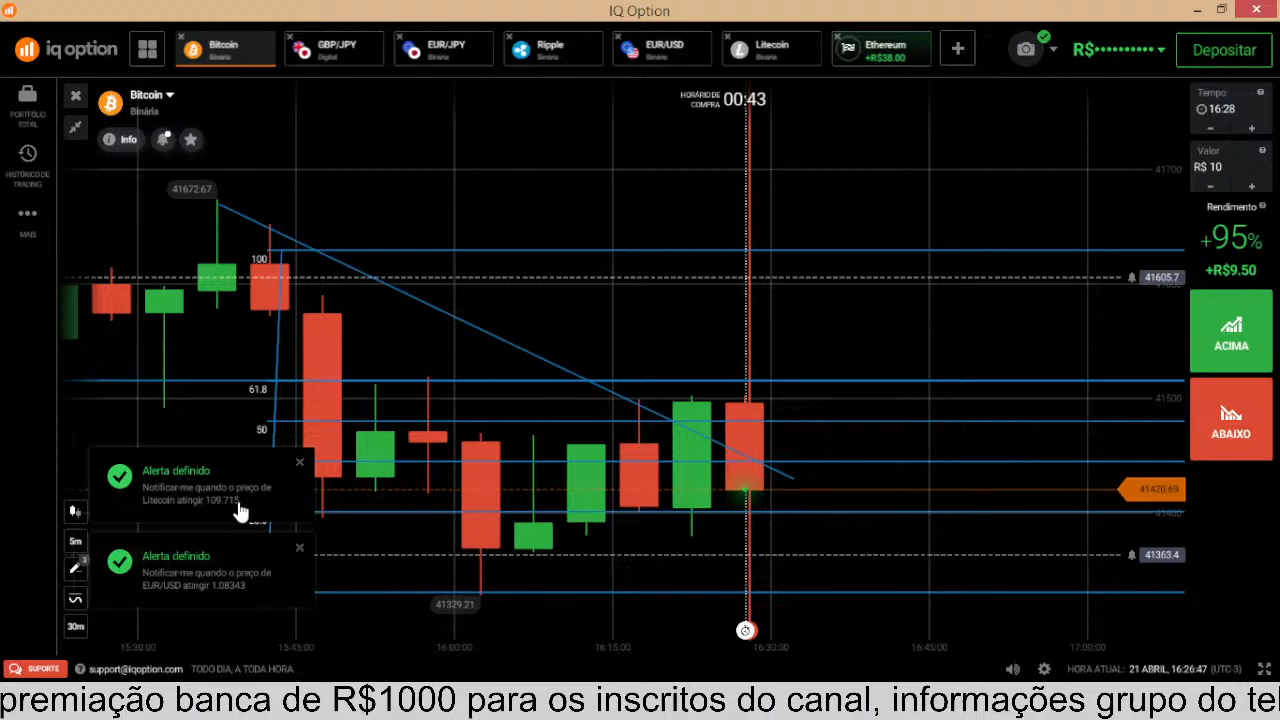 IQ Option
iq option
Bitcoin
Binária
GBP/JPY
Digital
EUR/JPY
Binária
Ripple
Binária
EUR/USD
Binária
Litecoin
Binária
Ethereum
+R$38.00
R$••••••••••
Depositar
PORTFÓLIO
TOTAL
HISTÓRICO DE
TRADING
MAIS
Bitcoin
Binária
Info
HORÁRIO DE
COMPRA
00:43
Tempo
16:28
Valor
R$ 10
Rendimento
+95%
+R$9.50
ACIMA
ABAIXO
41672.67
41700
100
41605.7
61.8
41500
50
41420.69
41400
41363.4
41329.21
Alerta definido
Notificar-me quando o preço de
Litecoin atingir 109.715
Alerta definido
Notificar-me quando o preço de
EUR/USD atingir 1.08343
5m
30m
15:30:00
15:45:00
16:00:00
16:15:00
16:30:00
16:45:00
17:00:00
SUPORTE
support@iqoption.com
TODO DIA, A TODA HORA
HORA ATUAL: 21 ABRIL, 16:26:47 (UTC-3)
premiação banca de R$1000 para os inscritos do canal, informações grupo do tel